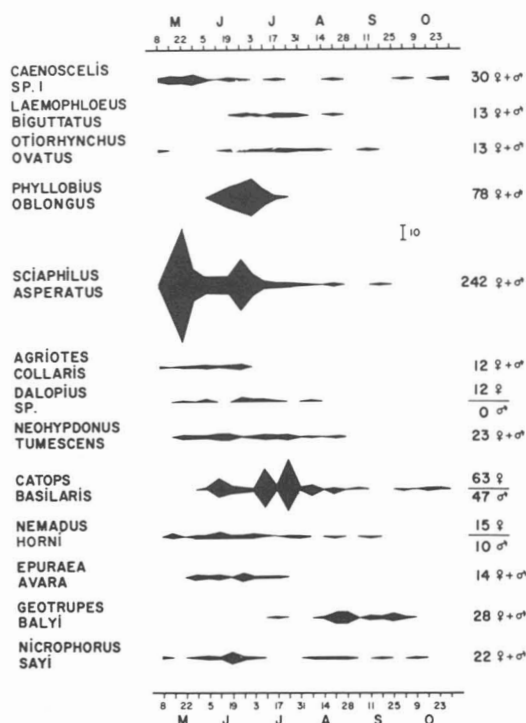 M J J A S O
8 22 5 19 3 17 31 14 28 11 25 9 23
CAENOSCELIS
SP. I
30 ♀+♂
LAEMOPHLOEUS
BIGUTTATUS
13 ♀+♂
OTIORHYNCHUS
OVATUS
13 ♀+♂
PHYLLOBIUS
OBLONGUS
78 ♀+♂
10
SCIAPHILUS
ASPERATUS
242 ♀+♂
AGRIOTES
COLLARIS
12 ♀+♂
DALOPIUS
SP.
12 ♀
0 ♂
NEOHYPDONUS
TUMESCENS
23 ♀+♂
CATOPS
BASILARIS
63 ♀
47 ♂
NEMADUS
HORNI
15 ♀
10 ♂
EPURAEA
AVARA
14 ♀+♂
GEOTRUPES
BALYI
28 ♀+♂
NICROPHORUS
SAYI
22 ♀+♂
8 22 5 19 3 17 31 14 28 11 25 9 23
M J J A S O